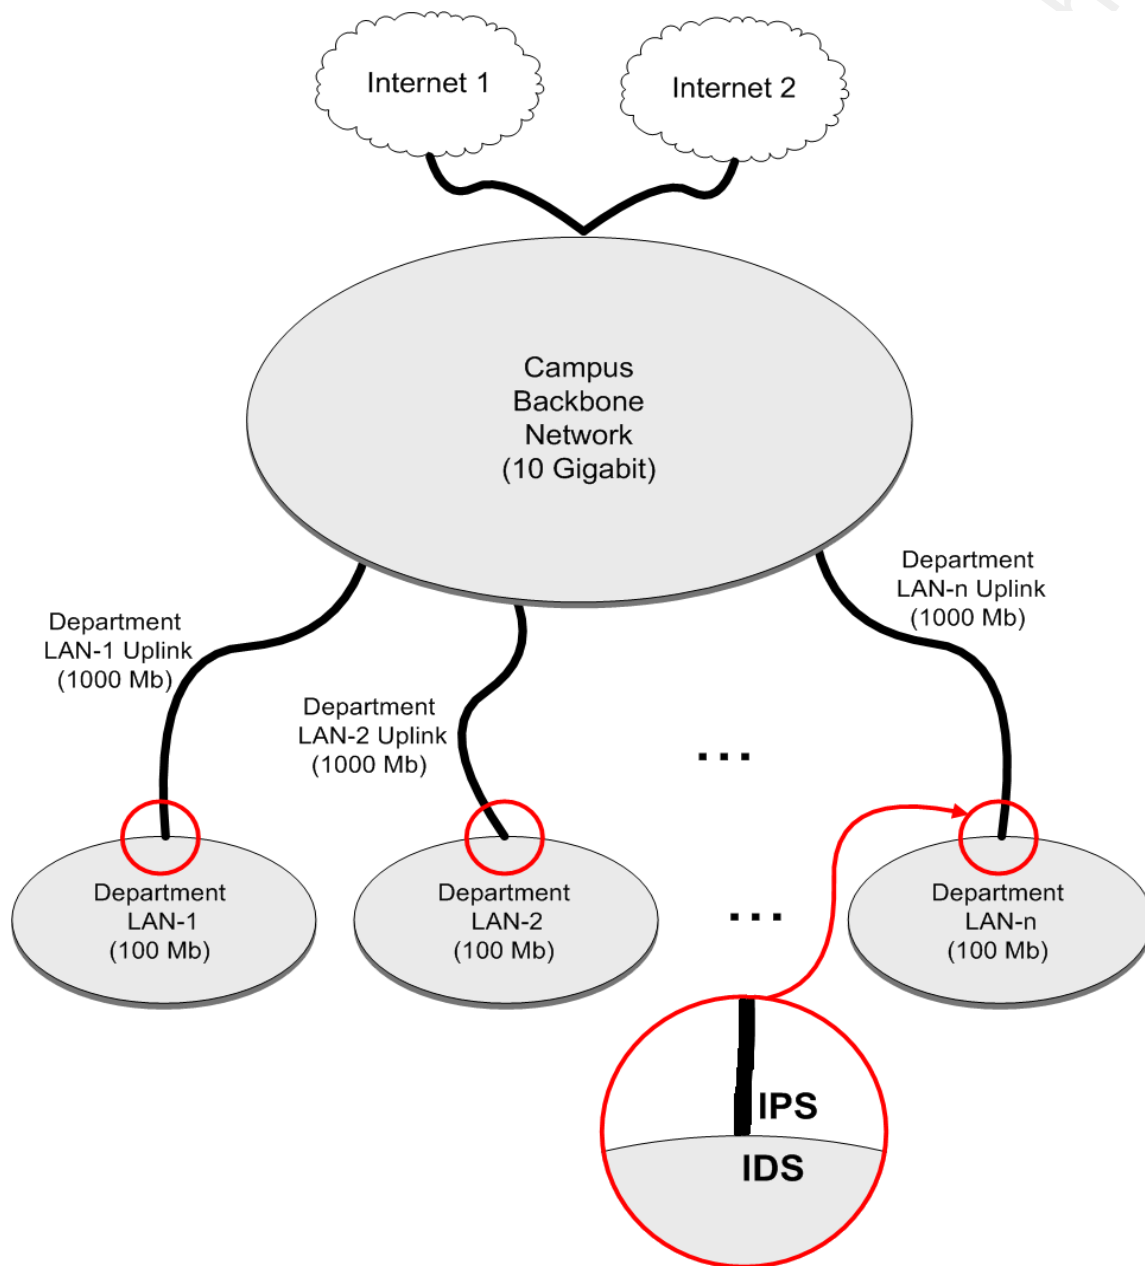 Internet 1
Internet 2
Campus
Backbone
Network
(10 Gigabit)
Department
LAN-n Uplink
(1000 Mb)
Department
LAN-1 Uplink
(1000 Mb)
Department
LAN-2 Uplink
(1000 Mb)
...
Department
LAN-1
(100 Mb)
Department
LAN-2
(100 Mb)
...
Department
LAN-n
(100 Mb)
IPS
IDS